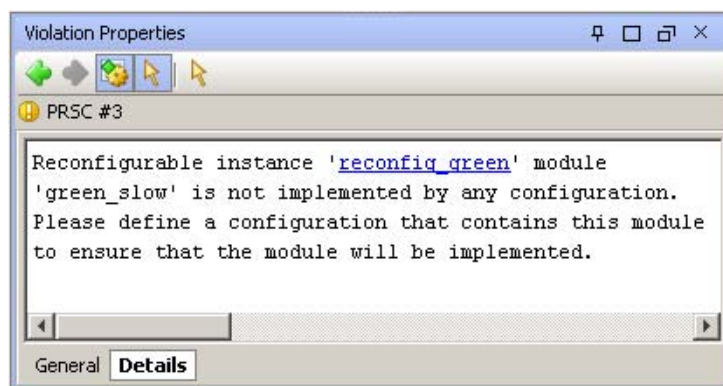 Violation Properties
PRSC #3
Reconfigurable instance 'reconfig_green' module
'green_slow' is not implemented by any configuration.
Please define a configuration that contains this module
to ensure that the module will be implemented.
General Details